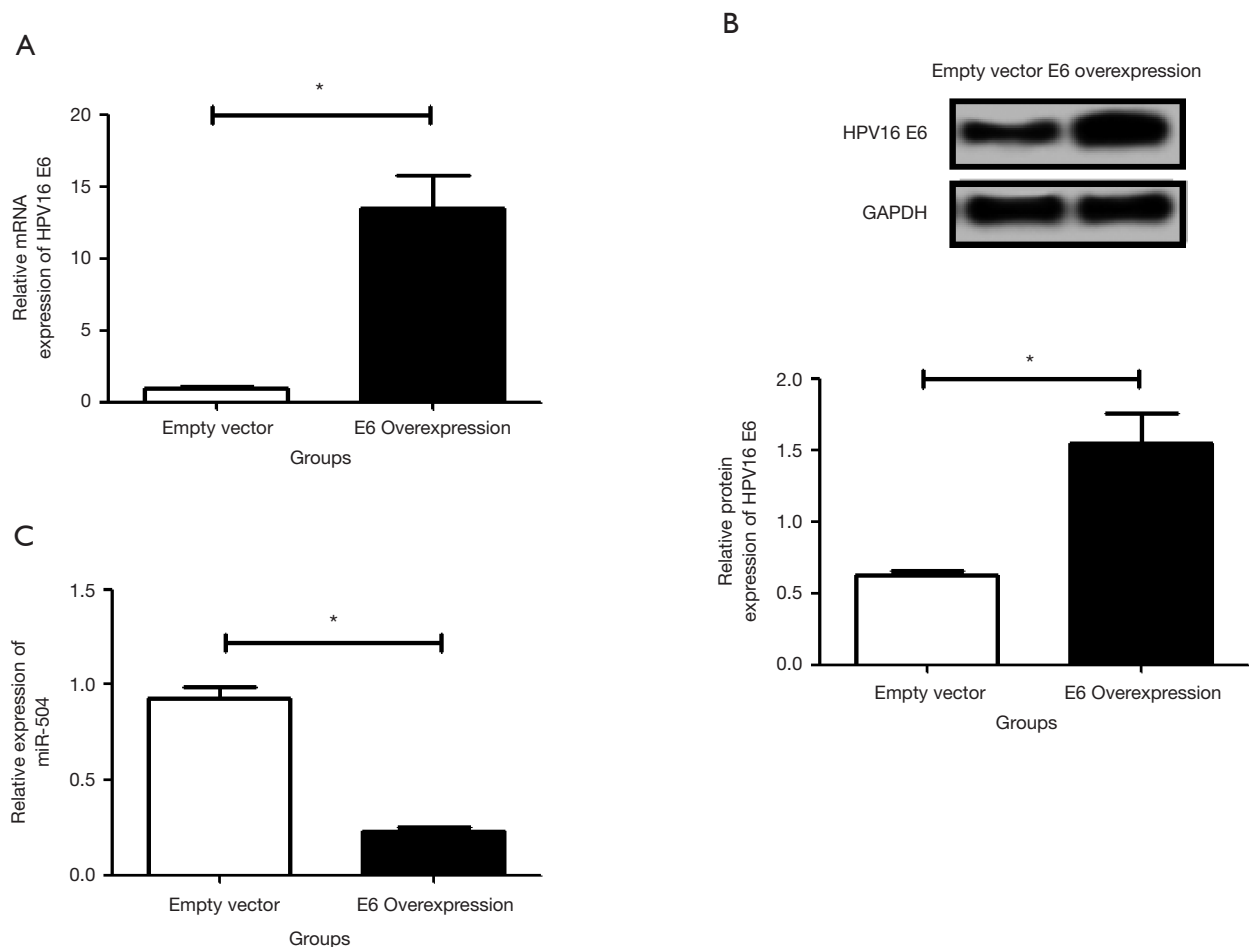 A
*
20
15
10
5
0
Relative mRNA
expression of HPV16 E6
Empty vector
E6 Overexpression
Groups
B
Empty vector E6 overexpression
HPV16 E6
GAPDH
*
2.0
1.5
1.0
0.5
0.0
Relative protein
expression of HPV16 E6
Empty vector
E6 Overexpression
Groups
C
*
1.5
1.0
0.5
0.0
Relative expression of
miR-504
Empty vector
E6 Overexpression
Groups